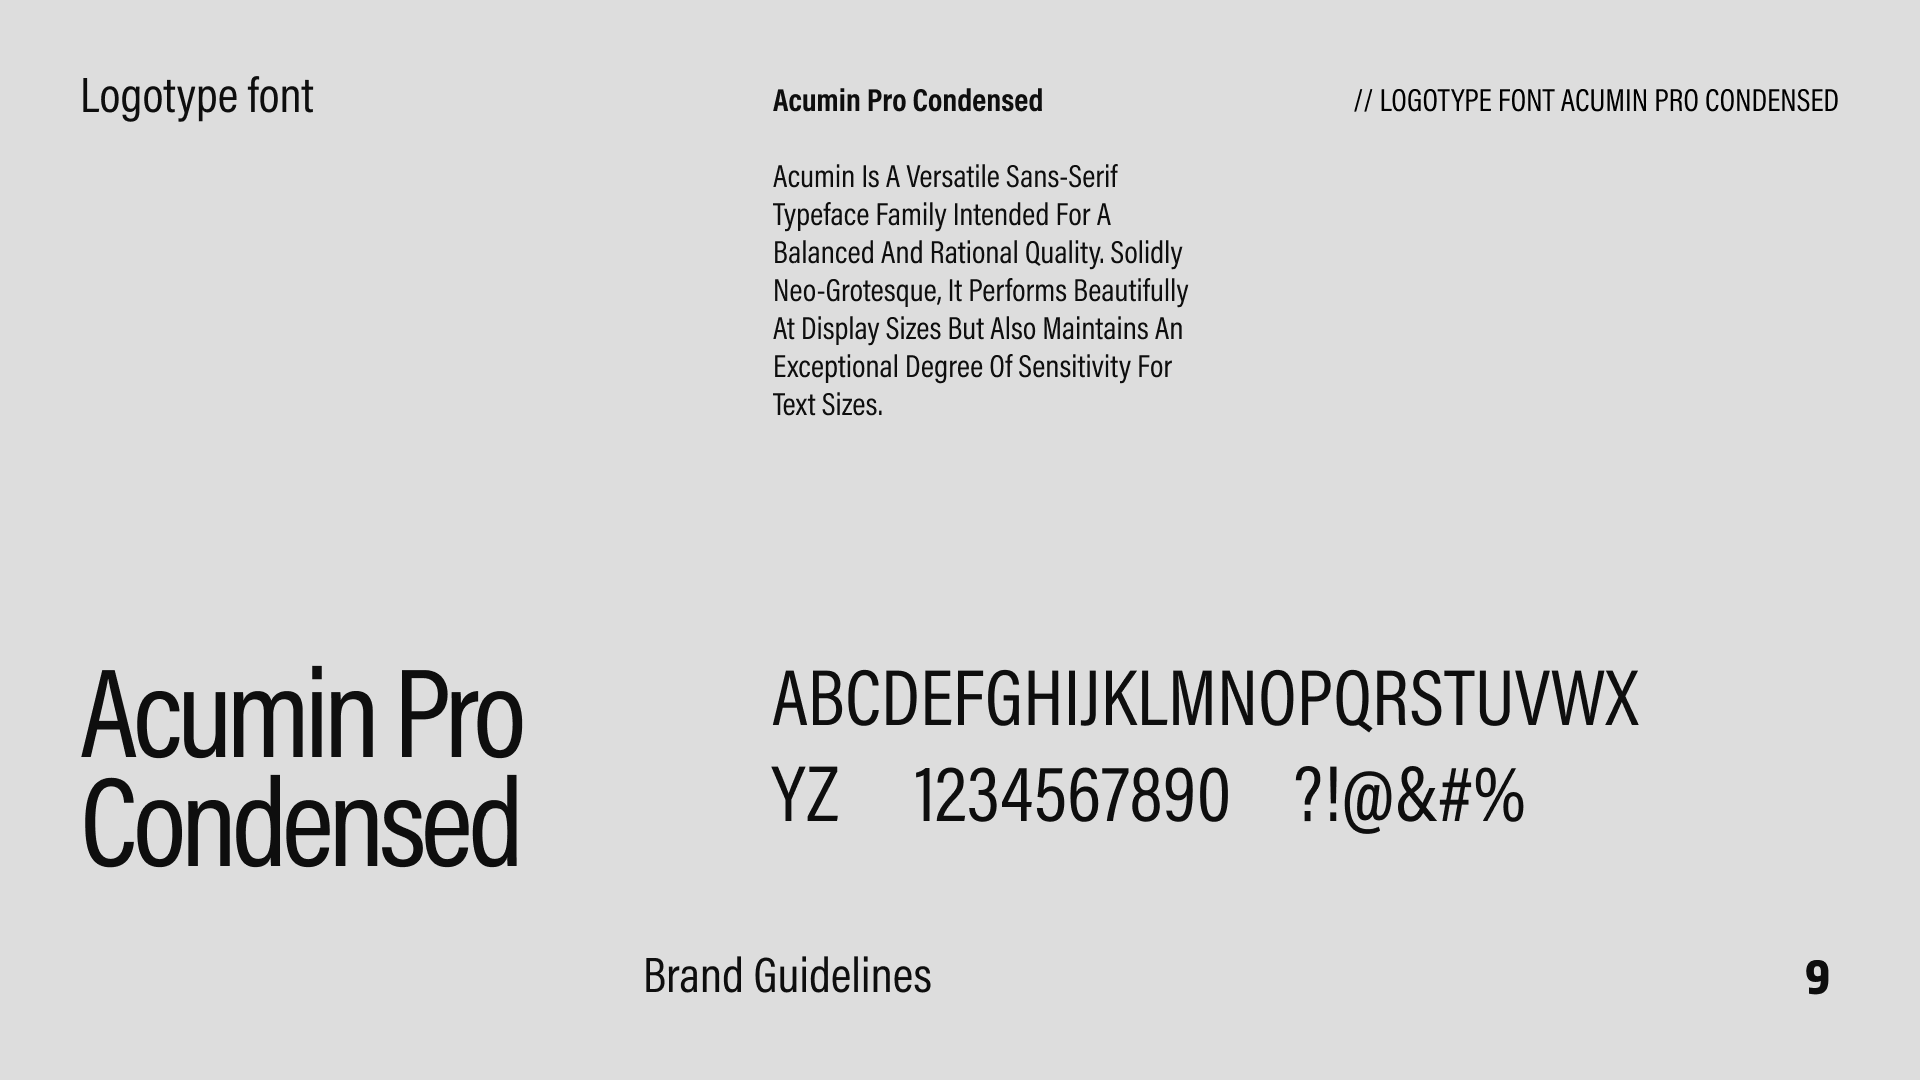 Logotype font
Acumin Pro Condensed
// LOGOTYPE FONT ACUMIN PRO CONDENSED
Acumin Is A Versatile Sans-Serif
Typeface Family Intended For A
Balanced And Rational Quality. Solidly
Neo-Grotesque, It Performs Beautifully
At Display Sizes But Also Maintains An
Exceptional Degree Of Sensitivity For
Text Sizes.
Acumin Pro
Condensed
ABCDEFGHIJKLMNOPQRSTUVWX
YZ 1234567890 ?!@&#%
Brand Guidelines
9